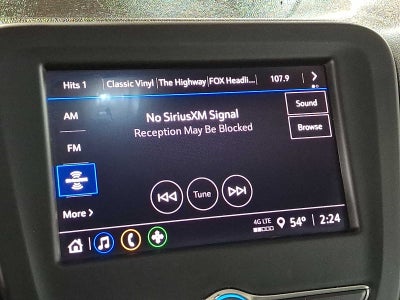 Hits 1 Classic Vinyl The Highway FOX Headli... 107.9
AM
No SiriusXM Signal
Sound
Reception May Be Blocked
Browse
FM
Tune
More
4G LTE 54° 2:24